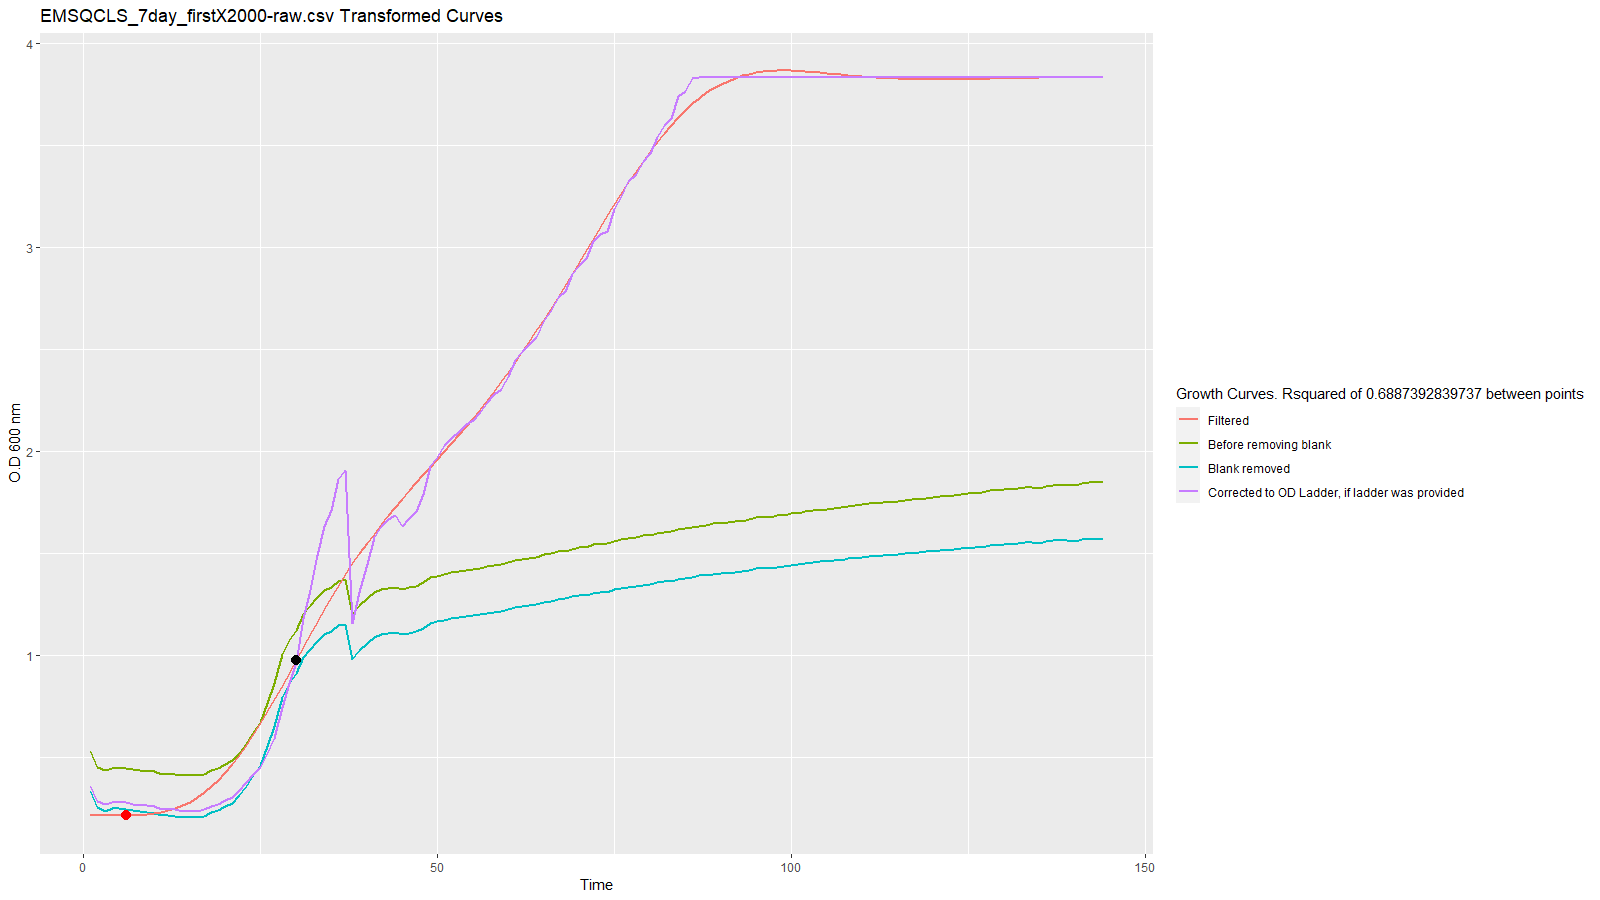 EMSQCLS_7day_firstX2000-raw.csv Transformed Curves
4
3
2
1
O.D 600 nm
0
50
100
150
Time
Growth Curves. Rsquared of 0.6887392839737 between points
Filtered
Before removing blank
Blank removed
Corrected to OD Ladder, if ladder was provided